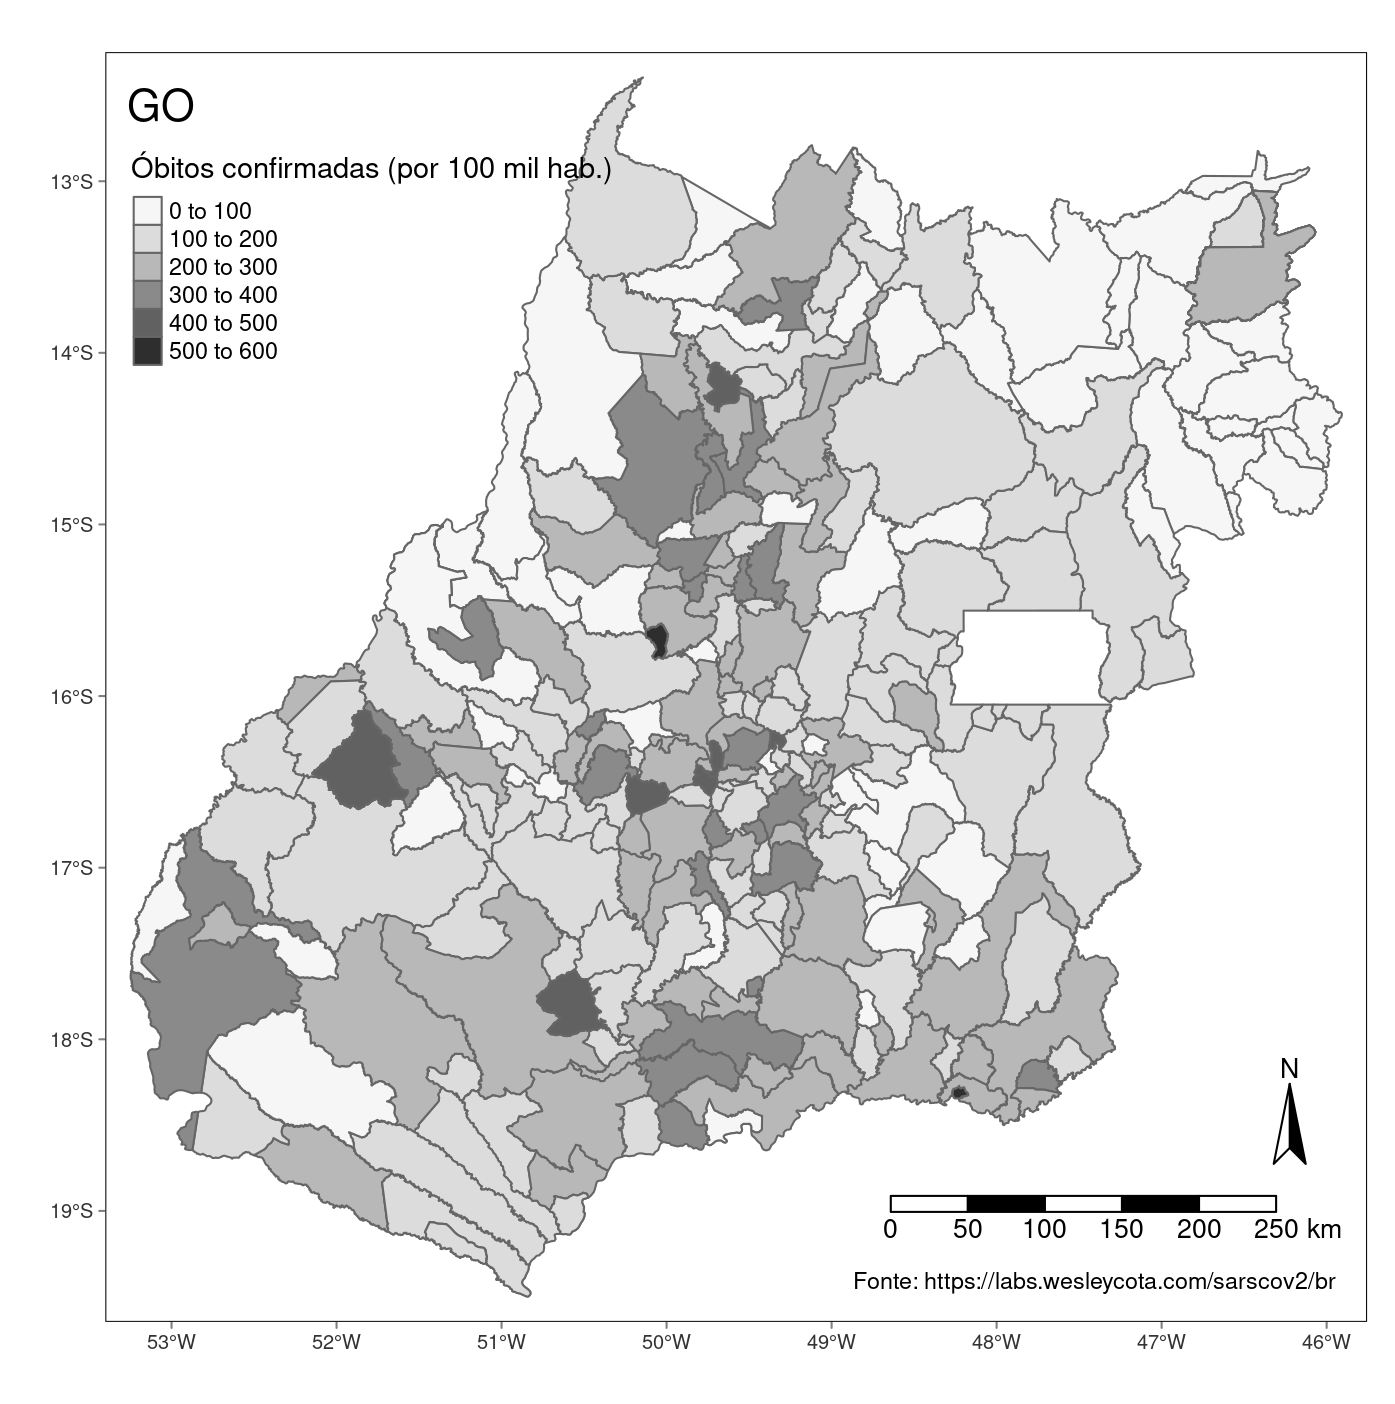 GO
Óbitos confirmadas (por 100 mil hab.)
0 to 100
100 to 200
200 to 300
300 to 400
400 to 500
500 to 600
13°S
14°S
15°S
16°S
17°S
18°S
19°S
N
0 50 100 150 200 250 km
Fonte: https://labs.wesleycota.com/sarscov2/br
53°W 52°W 51°W 50°W 49°W 48°W 47°W 46°W